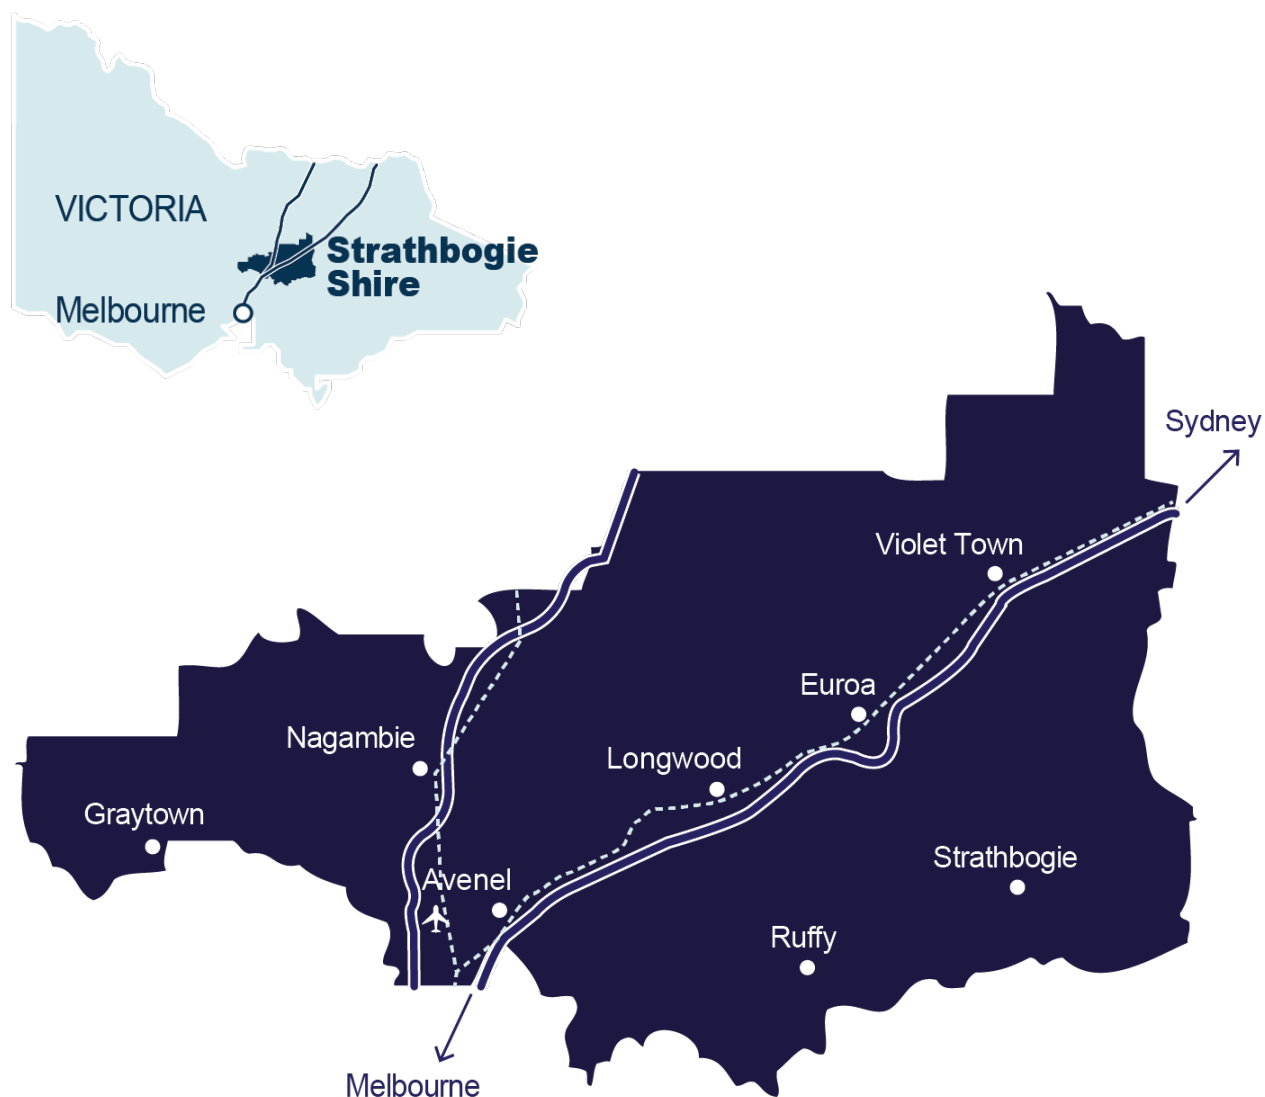 VICTORIA
Strathbogie
Shire
Melbourne
Sydney
Violet Town
Euroa
Nagambie
Longwood
Graytown
Strathbogie
Avenel
Ruffy
Melbourne